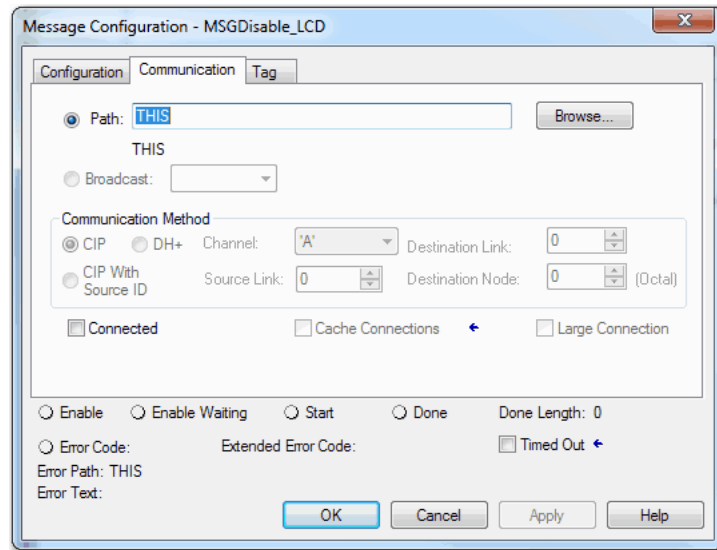 Message Configuration - MSGDisable_LCD
Configuration Communication Tag
Path: THIS Browse...
THIS
Broadcast:
Communication Method
CIP DH+ Channel: 'A' Destination Link: 0
CIP With Source ID Source Link: 0 Destination Node: 0 (Octal)
Connected Cache Connections Large Connection
Enable Enable Waiting Start Done Done Length: 0
Error Code: Extended Error Code: Timed Out
Error Path: THIS
Error Text:
OK Cancel Apply Help